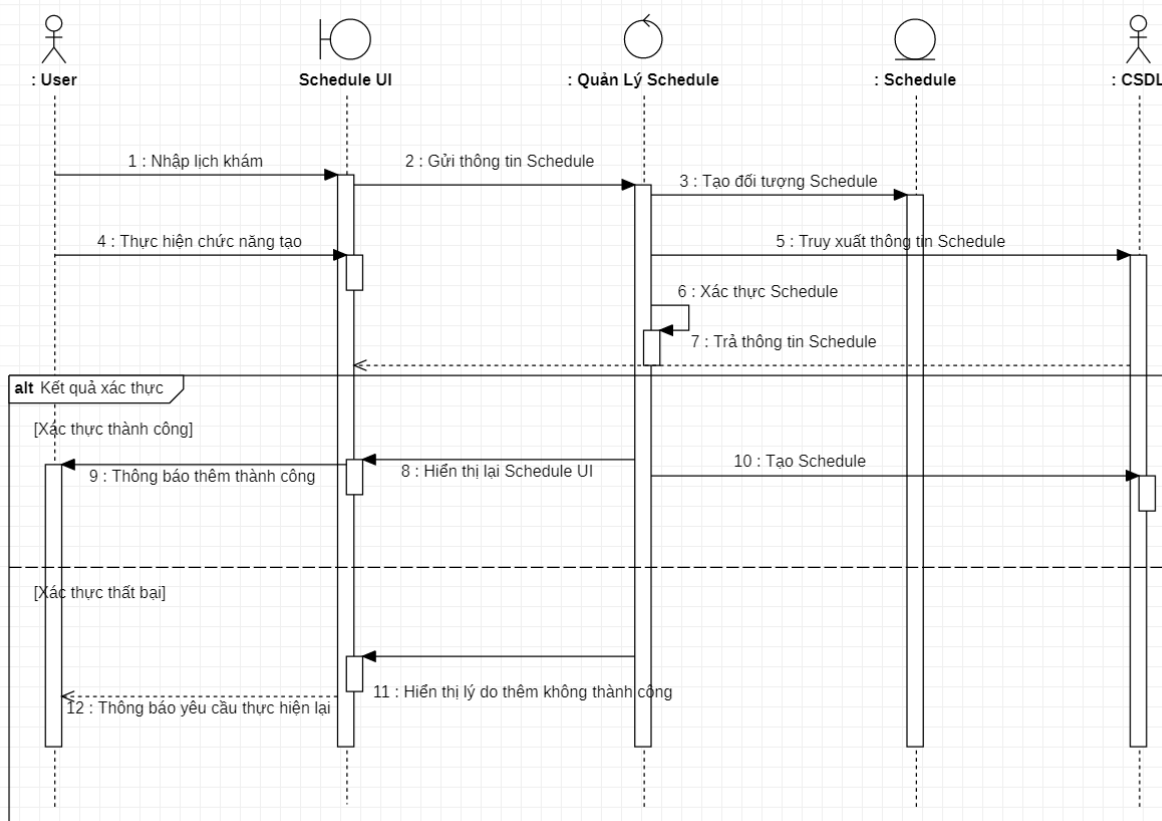 : User
Schedule UI
: Quản Lý Schedule
: Schedule
: CSDL
1 : Nhập lịch khám
2 : Gửi thông tin Schedule
3 : Tạo đối tượng Schedule
4 : Thực hiện chức năng tạo
5 : Truy xuất thông tin Schedule
6 : Xác thực Schedule
7 : Trả thông tin Schedule
alt Kết quả xác thực
[Xác thực thành công]
9 : Thông báo thêm thành công
8 : Hiển thị lại Schedule UI
10 : Tạo Schedule
[Xác thực thất bại]
11 : Hiển thị lý do thêm không thành công
12 : Thông báo yêu cầu thực hiện lại